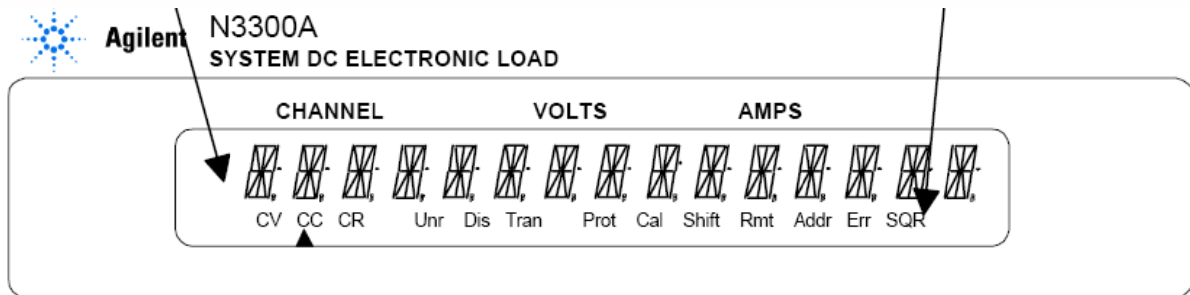 Agilent
N3300A
SYSTEM DC ELECTRONIC LOAD
CHANNEL VOLTS AMPS
CV CC CR Unr Dis Tran Prot Cal Shift Rmt Addr Err SQR